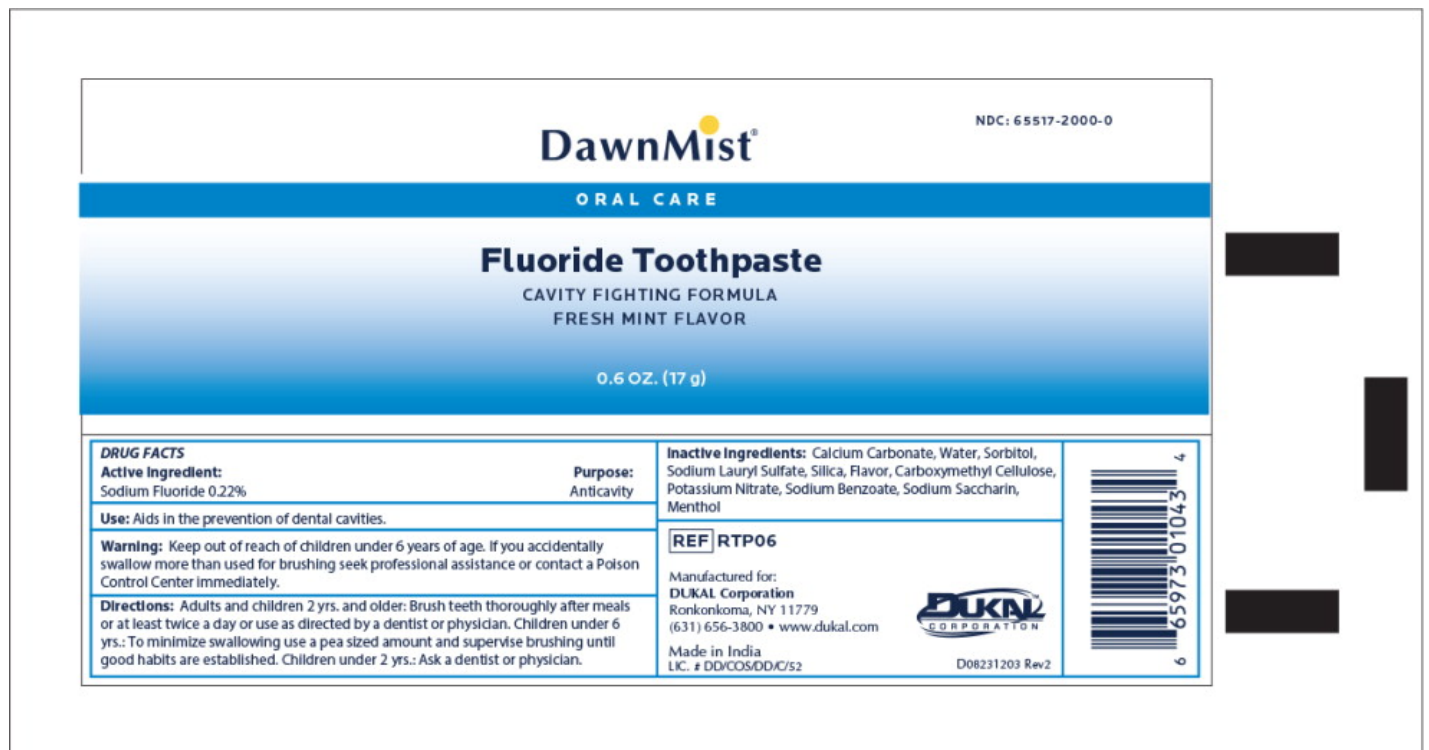 NDC: 65517-2000-0
DawnMist®
ORAL CARE
Fluoride Toothpaste
CAVITY FIGHTING FORMULA
FRESH MINT FLAVOR
0.6 OZ. (17 g)
DRUG FACTS
Active Ingredient: Purpose:
Sodium Fluoride 0.22% Anticavity
Use: Aids in the prevention of dental cavities.
Warning: Keep out of reach of children under 6 years of age. If you accidentally
swallow more than used for brushing seek professional assistance or contact a Poison
Control Center immediately.
Directions: Adults and children 2 yrs. and older: Brush teeth thoroughly after meals
or at least twice a day or use as directed by a dentist or physician. Children under 6
yrs.: To minimize swallowing use a pea sized amount and supervise brushing until
good habits are established. Children under 2 yrs.: Ask a dentist or physician.
Inactive Ingredients: Calcium Carbonate, Water, Sorbitol,
Sodium Lauryl Sulfate, Silica, Flavor, Carboxymethyl Cellulose,
Potassium Nitrate, Sodium Benzoate, Sodium Saccharin,
Menthol
REF RTP06
Manufactured for:
DUKAL Corporation
Ronkonkoma, NY 11779
(631) 656-3800 • www.dukal.com
Made in India
LIC. # DD/COS/DD/C/52
DUKAL™
CORPORATION
D08231203 Rev2
6 65973 01043 4